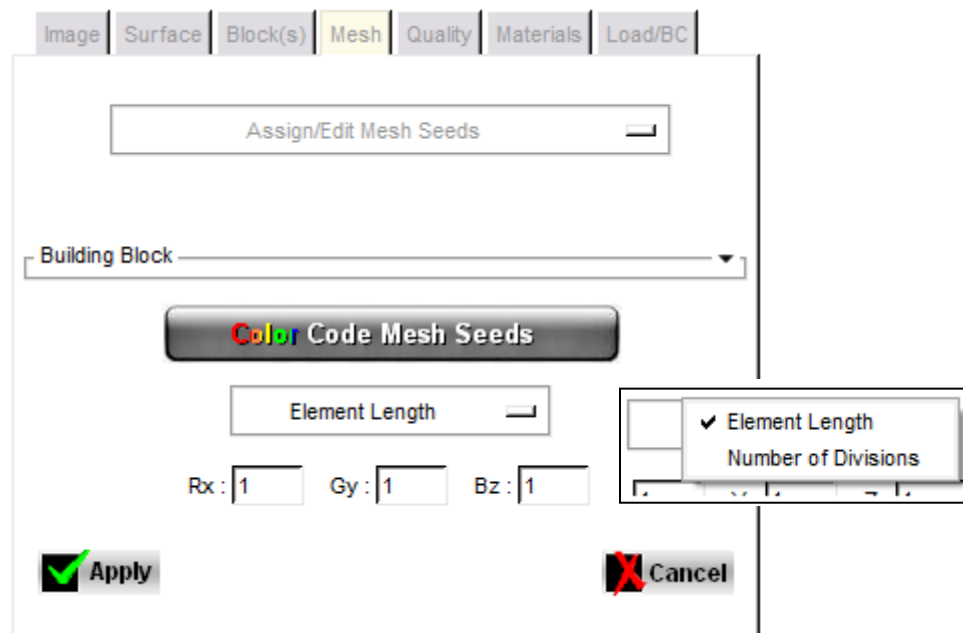 Image Surface Block(s) Mesh Quality Materials Load/BC
Assign/Edit Mesh Seeds
Building Block
Color Code Mesh Seeds
Element Length
Element Length
Number of Divisions
Rx : 1 Gy : 1 Bz : 1
Apply Cancel